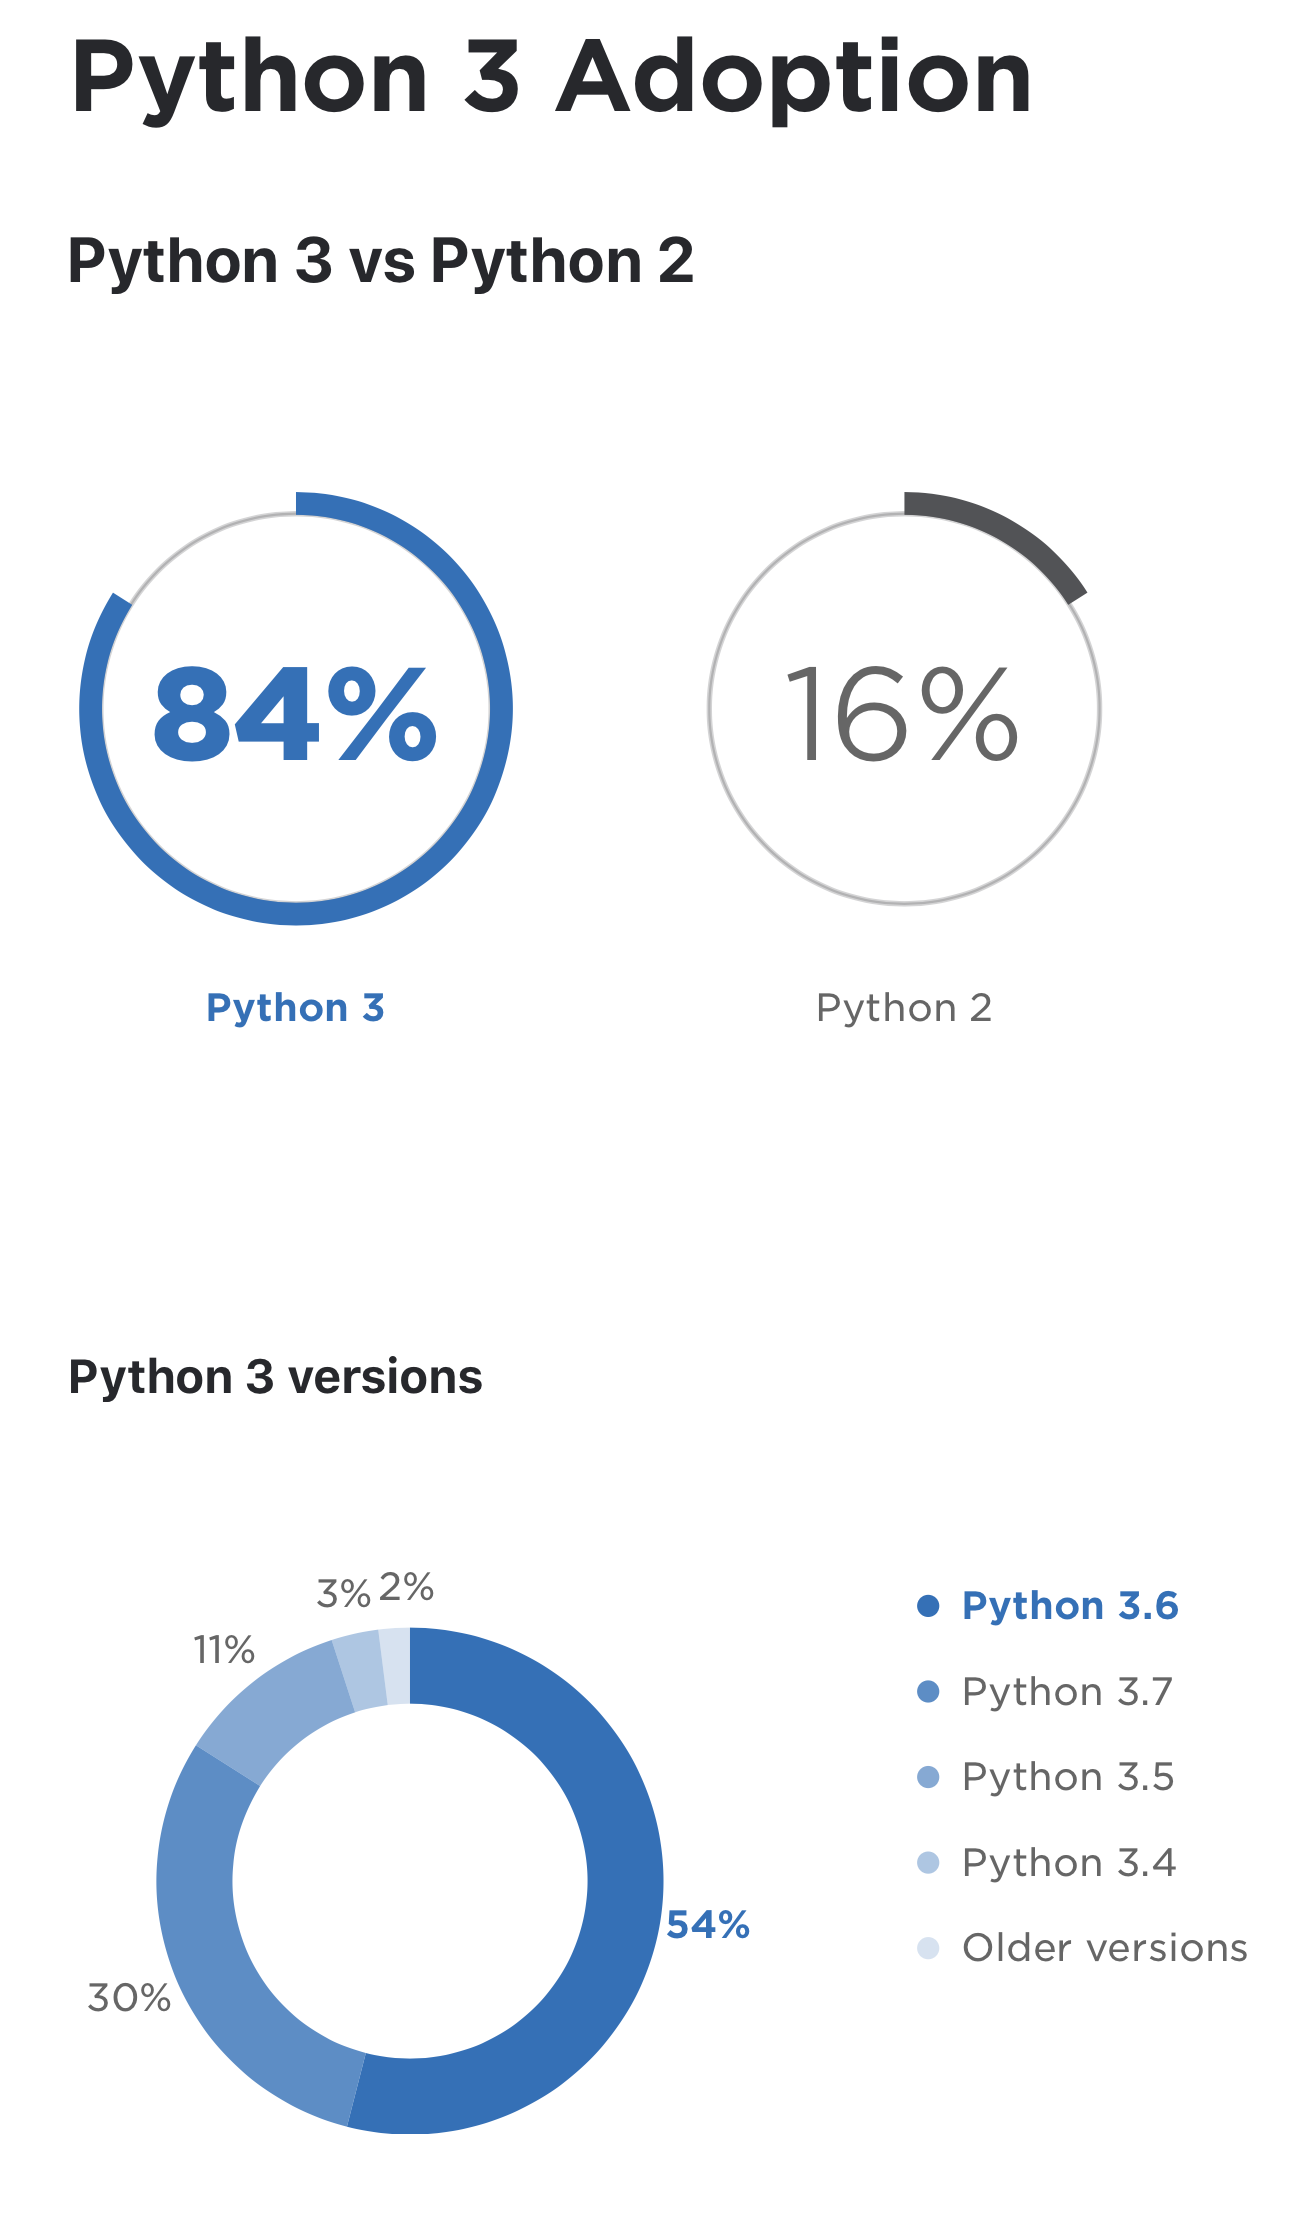 Python 3 Adoption
Python 3 vs Python 2
84%
16%
Python 3
Python 2
Python 3 versions
3%
2%
11%
54%
30%
Python 3.6
Python 3.7
Python 3.5
Python 3.4
Older versions